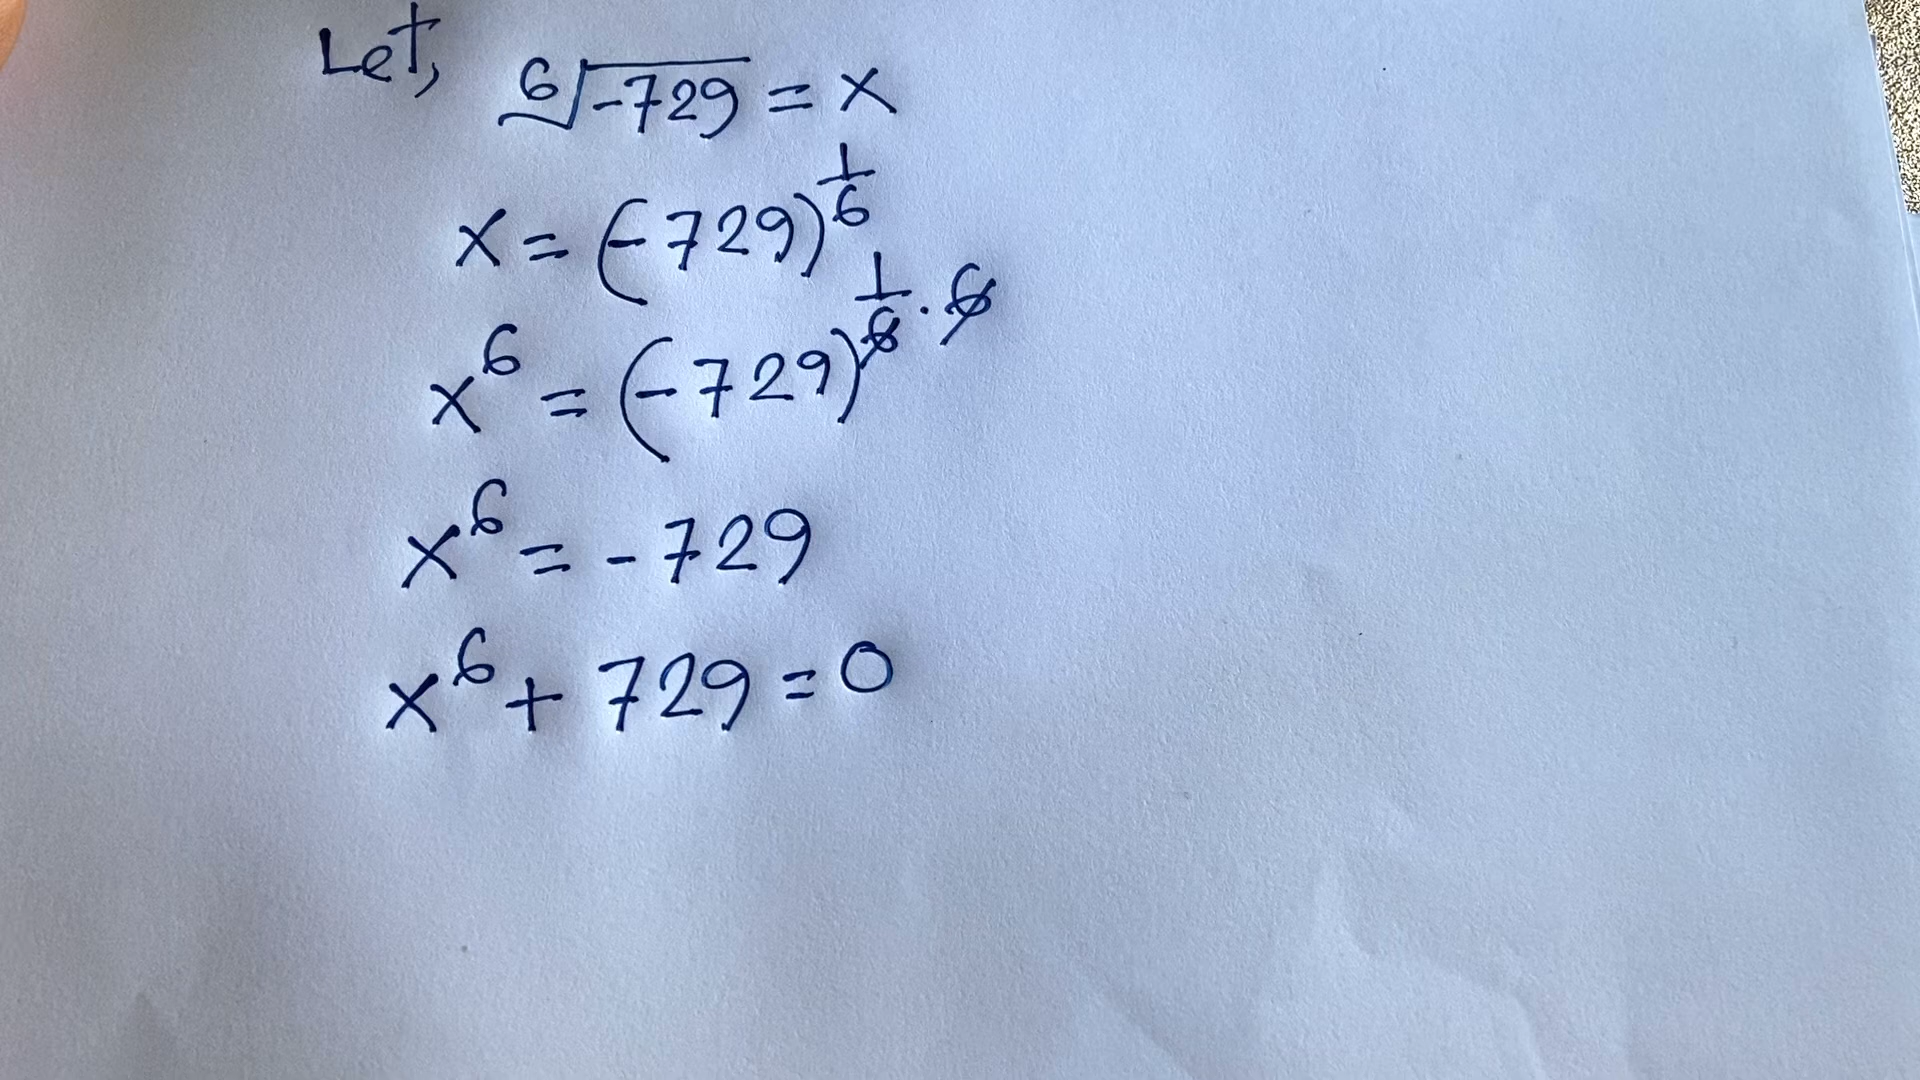 Let,
⁶√-729 = x
x = (-729)^(1/6)
x⁶ = (-729)^(1/6 · 6)
x⁶ = -729
x⁶ + 729 = 0